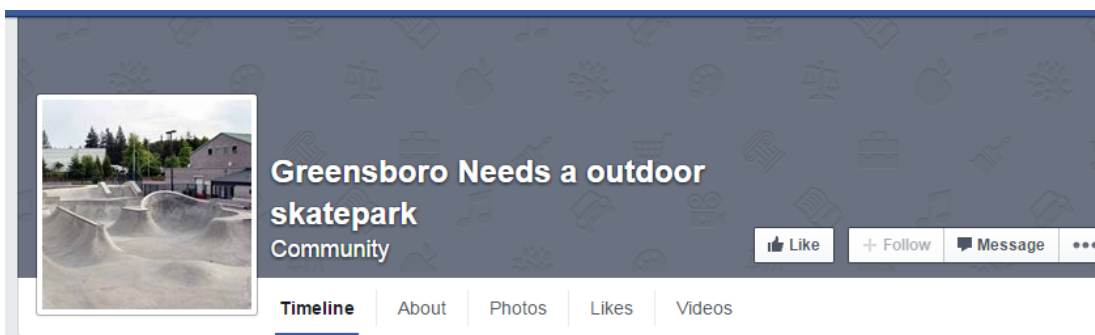 Greensboro Needs a outdoor
skatepark
Community
Like
+ Follow
Message
Timeline
About
Photos
Likes
Videos